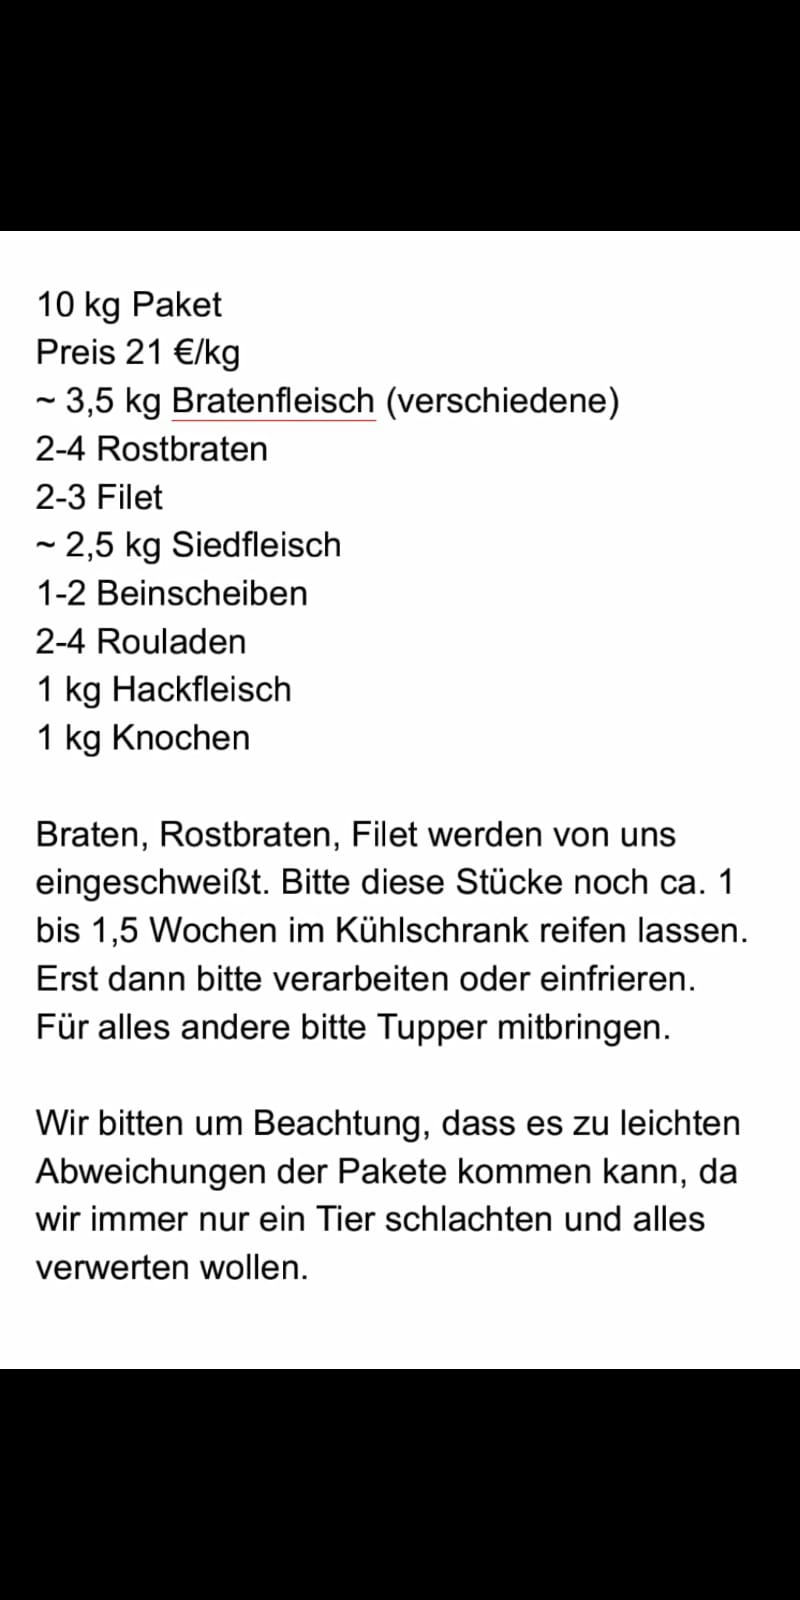 10 kg Paket
Preis 21 €/kg
~ 3,5 kg Bratenfleisch (verschiedene)
2-4 Rostbraten
2-3 Filet
~ 2,5 kg Siedfleisch
1-2 Beinscheiben
2-4 Rouladen
1 kg Hackfleisch
1 kg Knochen
Braten, Rostbraten, Filet werden von uns
eingeschweißt. Bitte diese Stücke noch ca. 1
bis 1,5 Wochen im Kühlschrank reifen lassen.
Erst dann bitte verarbeiten oder einfrieren.
Für alles andere bitte Tupper mitbringen.
Wir bitten um Beachtung, dass es zu leichten
Abweichungen der Pakete kommen kann, da
wir immer nur ein Tier schlachten und alles
verwerten wollen.